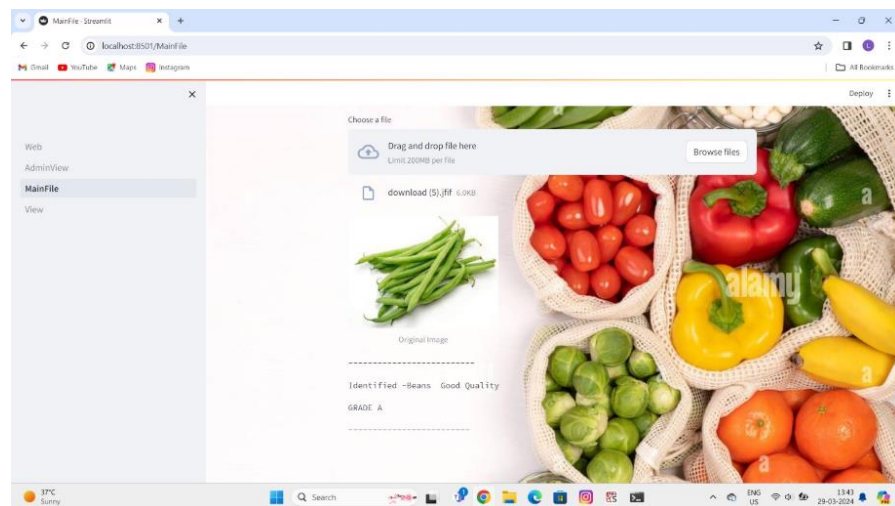 MainFile · Streamlit
localhost:8501/MainFile
Gmail
YouTube
Maps
Instagram
All Bookmarks
Deploy
Web
AdminView
MainFile
View
Choose a file
Drag and drop file here
Limit 200MB per file
Browse files
download (5).jfif 6.0KB
Original Image
-------------------------
Identified -Beans  Good Quality
GRADE A
------------------------
alamy
a
a
a
37°C
Sunny
Search
ENG
US
13:43
29-03-2024